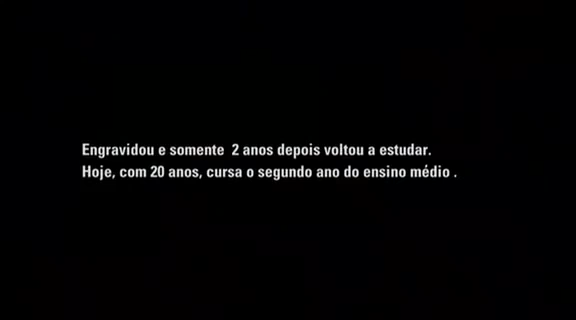 Engravidou e somente  2 anos depois voltou a estudar.
Hoje, com 20 anos, cursa o segundo ano do ensino médio .